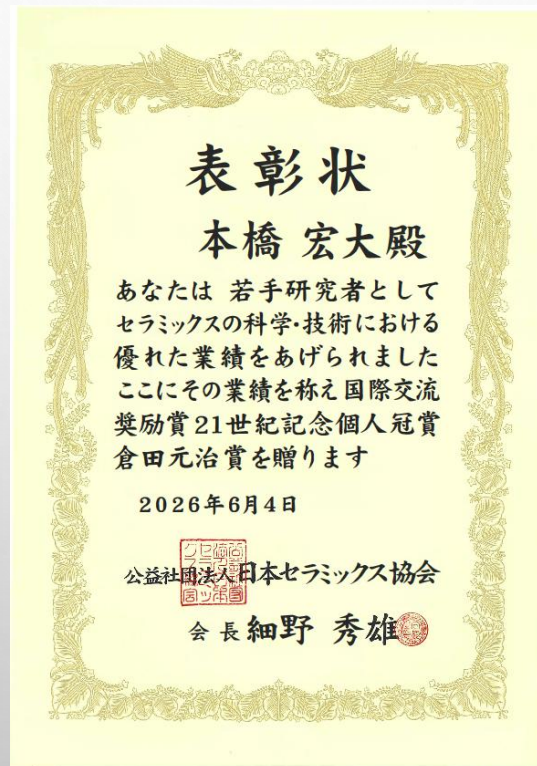 表彰状
本橋 宏大殿
あなたは 若手研究者として
セラミックスの科学・技術における
優れた業績をあげられました
ここにその業績を称え国際交流
奨励賞21世紀記念個人冠賞
倉田元治賞を贈ります
2026年6月4日
公益社団法人日本セラミックス協会
会長 細野 秀雄